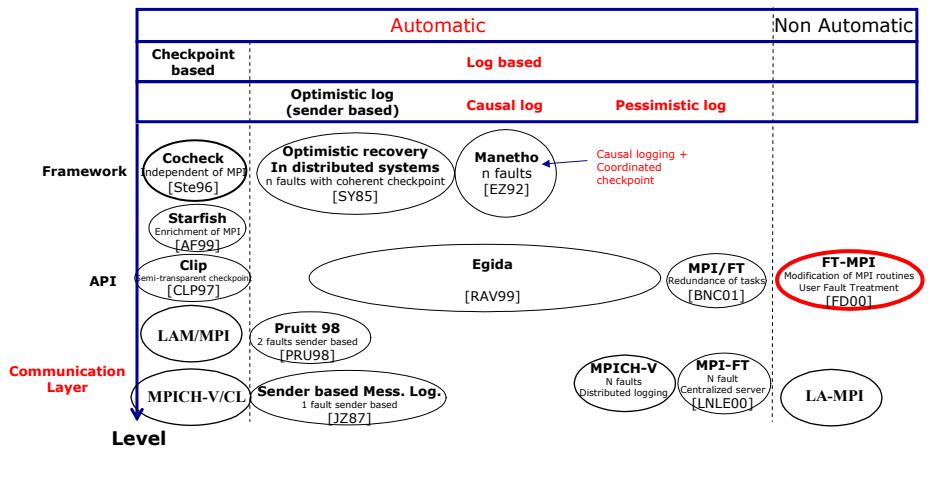 Automatic
Non Automatic
Checkpoint
based
Log based
Optimistic log
(sender based)
Causal log
Pessimistic log
Framework
Cocheck
Independent of MPI
[Ste96]
Optimistic recovery
In distributed systems
n faults with coherent checkpoint
[SY85]
Manetho
n faults
[EZ92]
Causal logging +
Coordinated
checkpoint
Starfish
Enrichment of MPI
[AF99]
API
Clip
Semi-transparent checkpoint
[CLP97]
Egida
[RAV99]
MPI/FT
Redundance of tasks
[BNC01]
FT-MPI
Modification of MPI routines
User Fault Treatment
[FD00]
LAM/MPI
Pruitt 98
2 faults sender based
[PRU98]
Communication
Layer
MPICH-V/CL
Sender based Mess. Log.
1 fault sender based
[JZ87]
MPICH-V
N faults
Distributed logging
MPI-FT
N fault
Centralized server
[LNLE00]
LA-MPI
Level